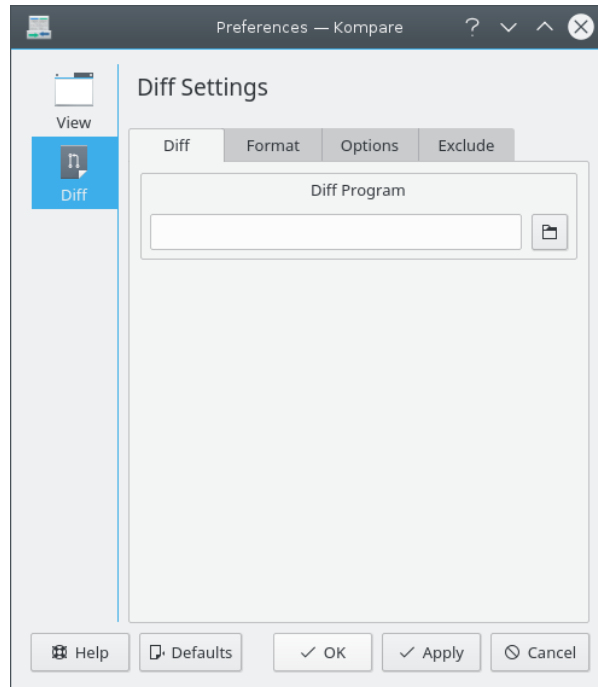 Preferences — Kompare
View
Diff
Diff Settings
Diff Format Options Exclude
Diff Program
Help Defaults OK Apply Cancel